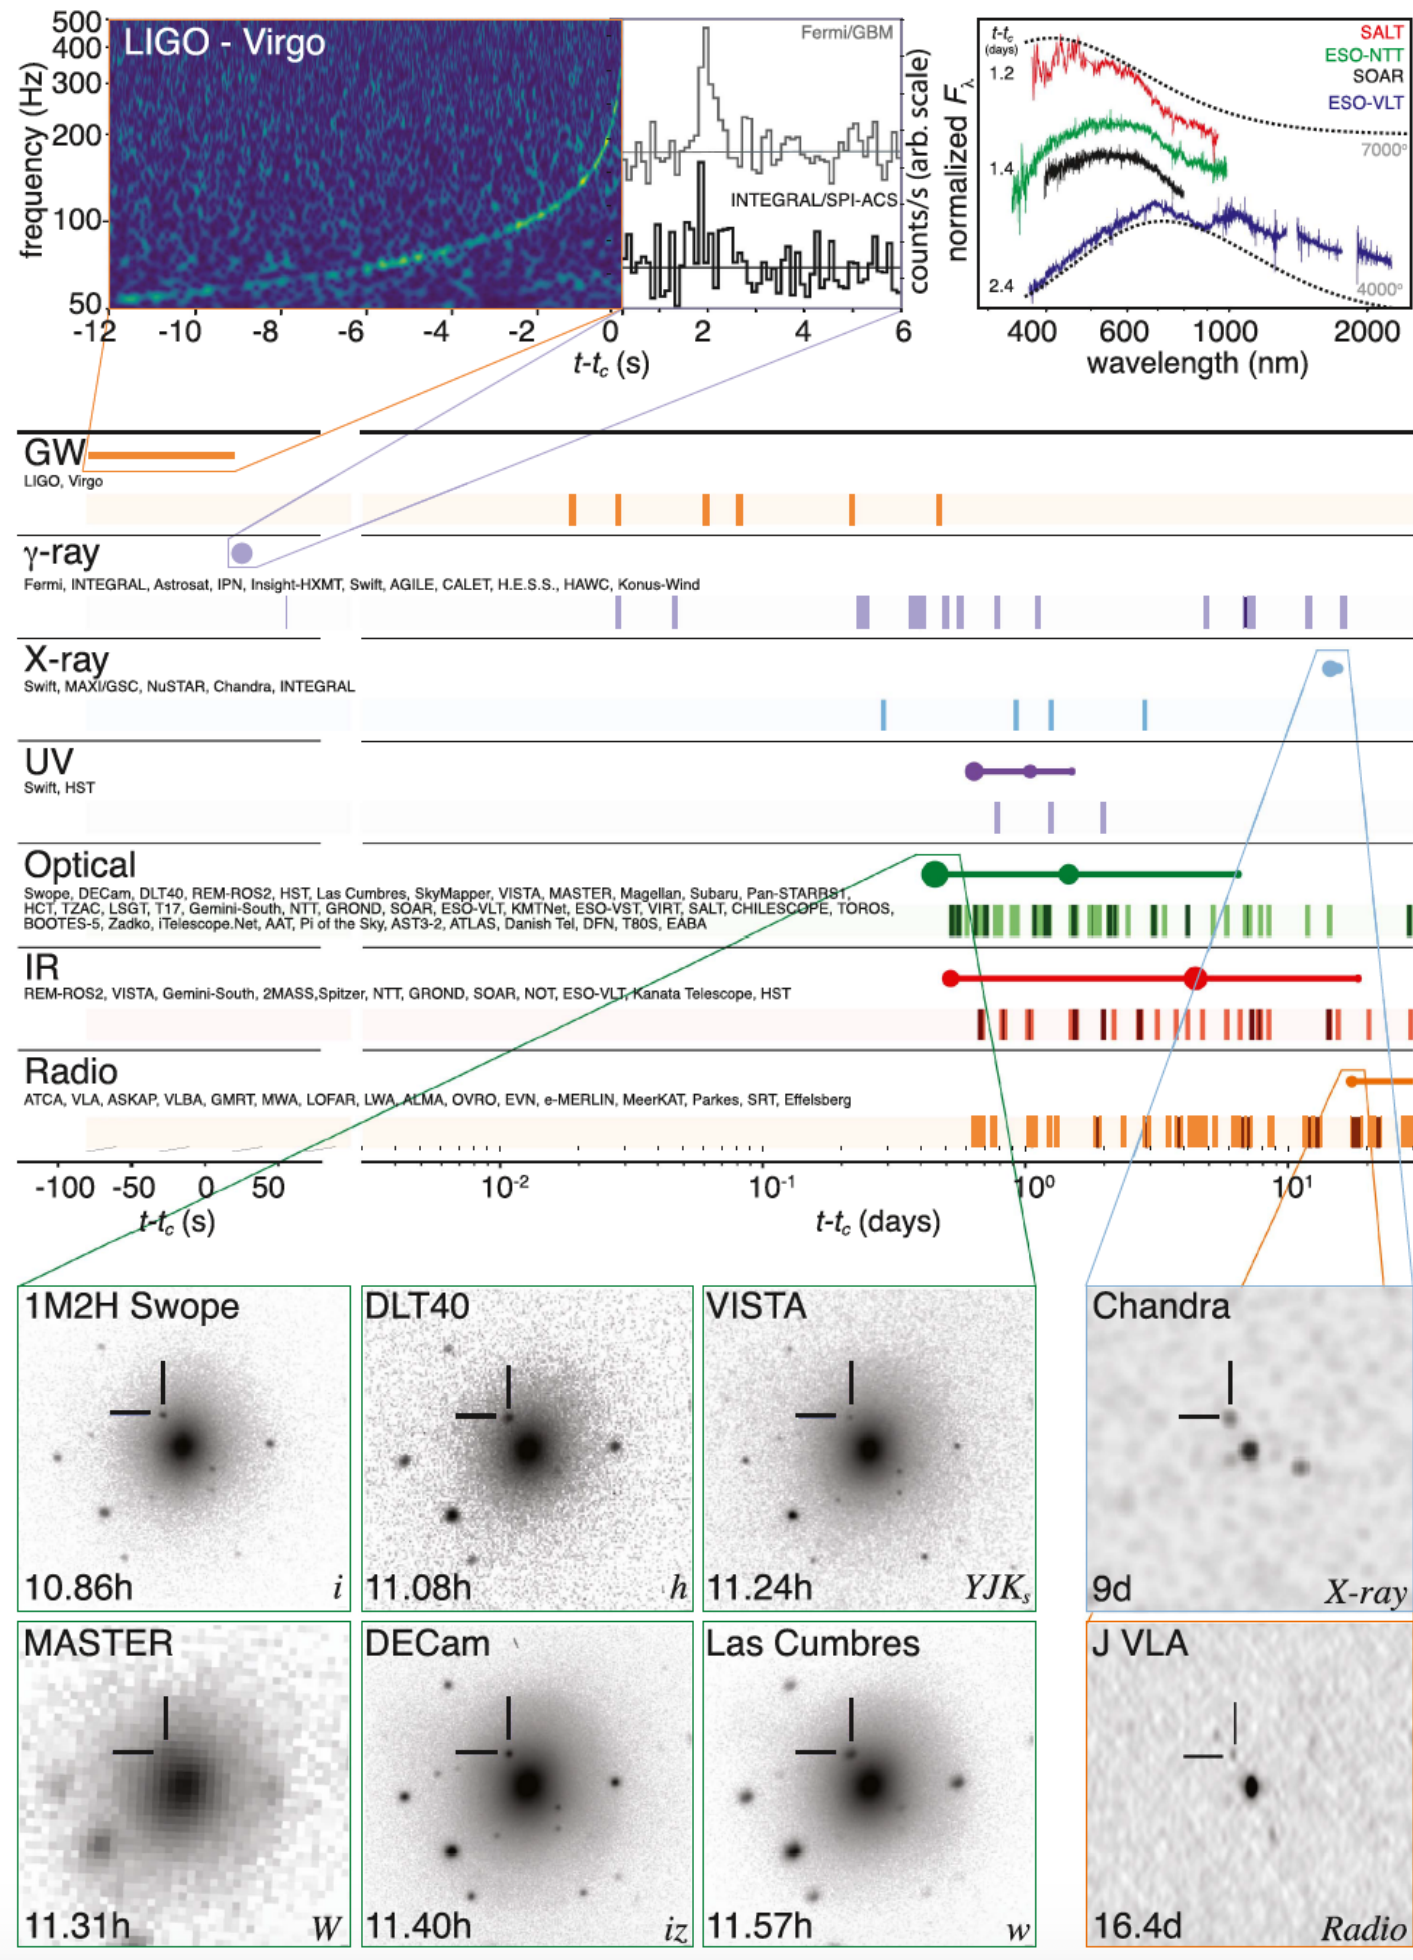 LIGO - Virgo
500
400
300
200
100
50
frequency (Hz)
-12 -10 -8 -6 -4 -2 0 2 4 6
t-t_c (s)
Fermi/GBM
INTEGRAL/SPI-ACS
counts/s (arb. scale)
normalized F_λ
t-t_c
(days)
1.2
1.4
2.4
SALT
ESO-NTT
SOAR
ESO-VLT
7000°
4000°
400 600 1000 2000
wavelength (nm)
GW
LIGO, Virgo
γ-ray
Fermi, INTEGRAL, Astrosat, IPN, Insight-HXMT, Swift, AGILE, CALET, H.E.S.S., HAWC, Konus-Wind
X-ray
Swift, MAXI/GSC, NuSTAR, Chandra, INTEGRAL
UV
Swift, HST
Optical
Swope, DECam, DLT40, REM-ROS2, HST, Las Cumbres, SkyMapper, VISTA, MASTER, Magellan, Subaru, Pan-STARRS1,
HCT, TZAC, LSGT, T17, Gemini-South, NTT, GROND, SOAR, ESO-VLT, KMTNet, ESO-VST, VIRT, SALT, CHILESCOPE, TOROS,
BOOTES-5, Zadko, iTelescope.Net, AAT, Pi of the Sky, AST3-2, ATLAS, Danish Tel, DFN, T80S, EABA
IR
REM-ROS2, VISTA, Gemini-South, 2MASS,Spitzer, NTT, GROND, SOAR, NOT, ESO-VLT, Kanata Telescope, HST
Radio
ATCA, VLA, ASKAP, VLBA, GMRT, MWA, LOFAR, LWA, ALMA, OVRO, EVN, e-MERLIN, MeerKAT, Parkes, SRT, Effelsberg
-100 -50 0 50 10⁻² 10⁻¹ 10⁰ 10¹
t-t_c (s) t-t_c (days)
1M2H Swope
10.86h i
DLT40
11.08h h
VISTA
11.24h YJK_s
Chandra
9d X-ray
MASTER
11.31h W
DECam
11.40h iz
Las Cumbres
11.57h w
J VLA
16.4d Radio